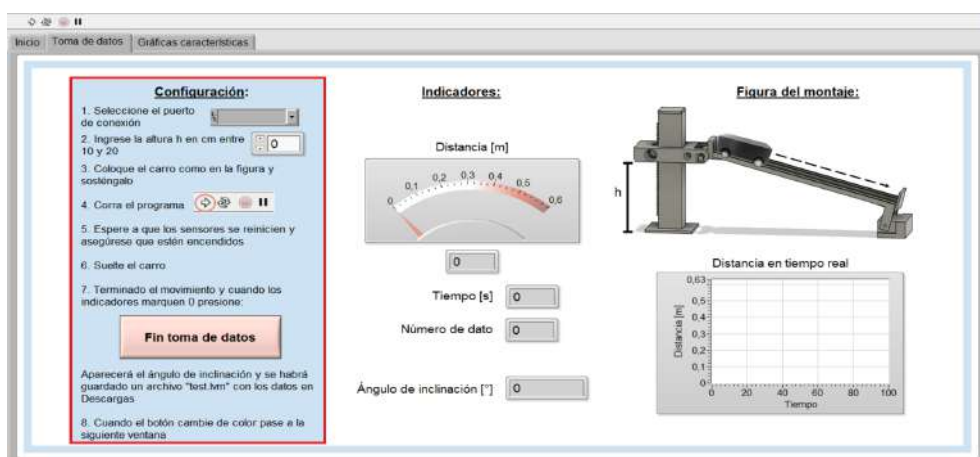 Inicio Toma de datos Gráficas características
Configuración:
1. Seleccione el puerto
de conexión
2. Ingrese la altura h en cm entre
10 y 20
0
3. Coloque el carro como en la figura y
sosténgalo
4. Corra el programa
5. Espere a que los sensores se reinicien y
asegúrese que estén encendidos
6. Suelte el carro
7. Terminado el movimiento y cuando los
indicadores marquen 0 presione:
Fin toma de datos
Aparecerá el ángulo de inclinación y se habrá
guardado un archivo "test.lvm" con los datos en
Descargas
8. Cuando el botón cambie de color pase a la
siguiente ventana
Indicadores:
Distancia [m]
0 0,1 0,2 0,3 0,4 0,5 0,6
0
Tiempo [s] 0
Número de dato 0
Ángulo de inclinación [°] 0
Figura del montaje:
h
Distancia en tiempo real
Distancia [m]
0,63
0,5
0,4
0,3
0,2
0,1
0
0 20 40 60 80 100
Tiempo